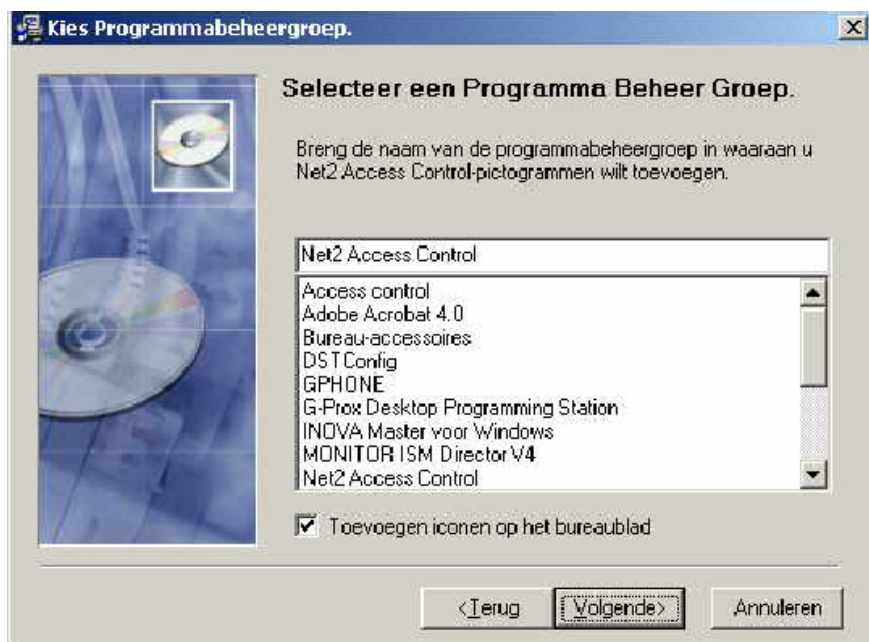 Kies Programmabeheergroep.
Selecteer een Programma Beheer Groep.
Breng de naam van de programmabeheergroep in waaraan u
Net2 Access Control-pictogrammen wilt toevoegen.
Net2 Access Control
Access control
Adobe Acrobat 4.0
Bureau-accessoires
DSTConfig
GPHONE
G-Prox Desktop Programming Station
INOVA Master voor Windows
MONITOR ISM Director V4
Net2 Access Control
Toevoegen iconen op het bureaublad
<Terug
Volgende>
Annuleren